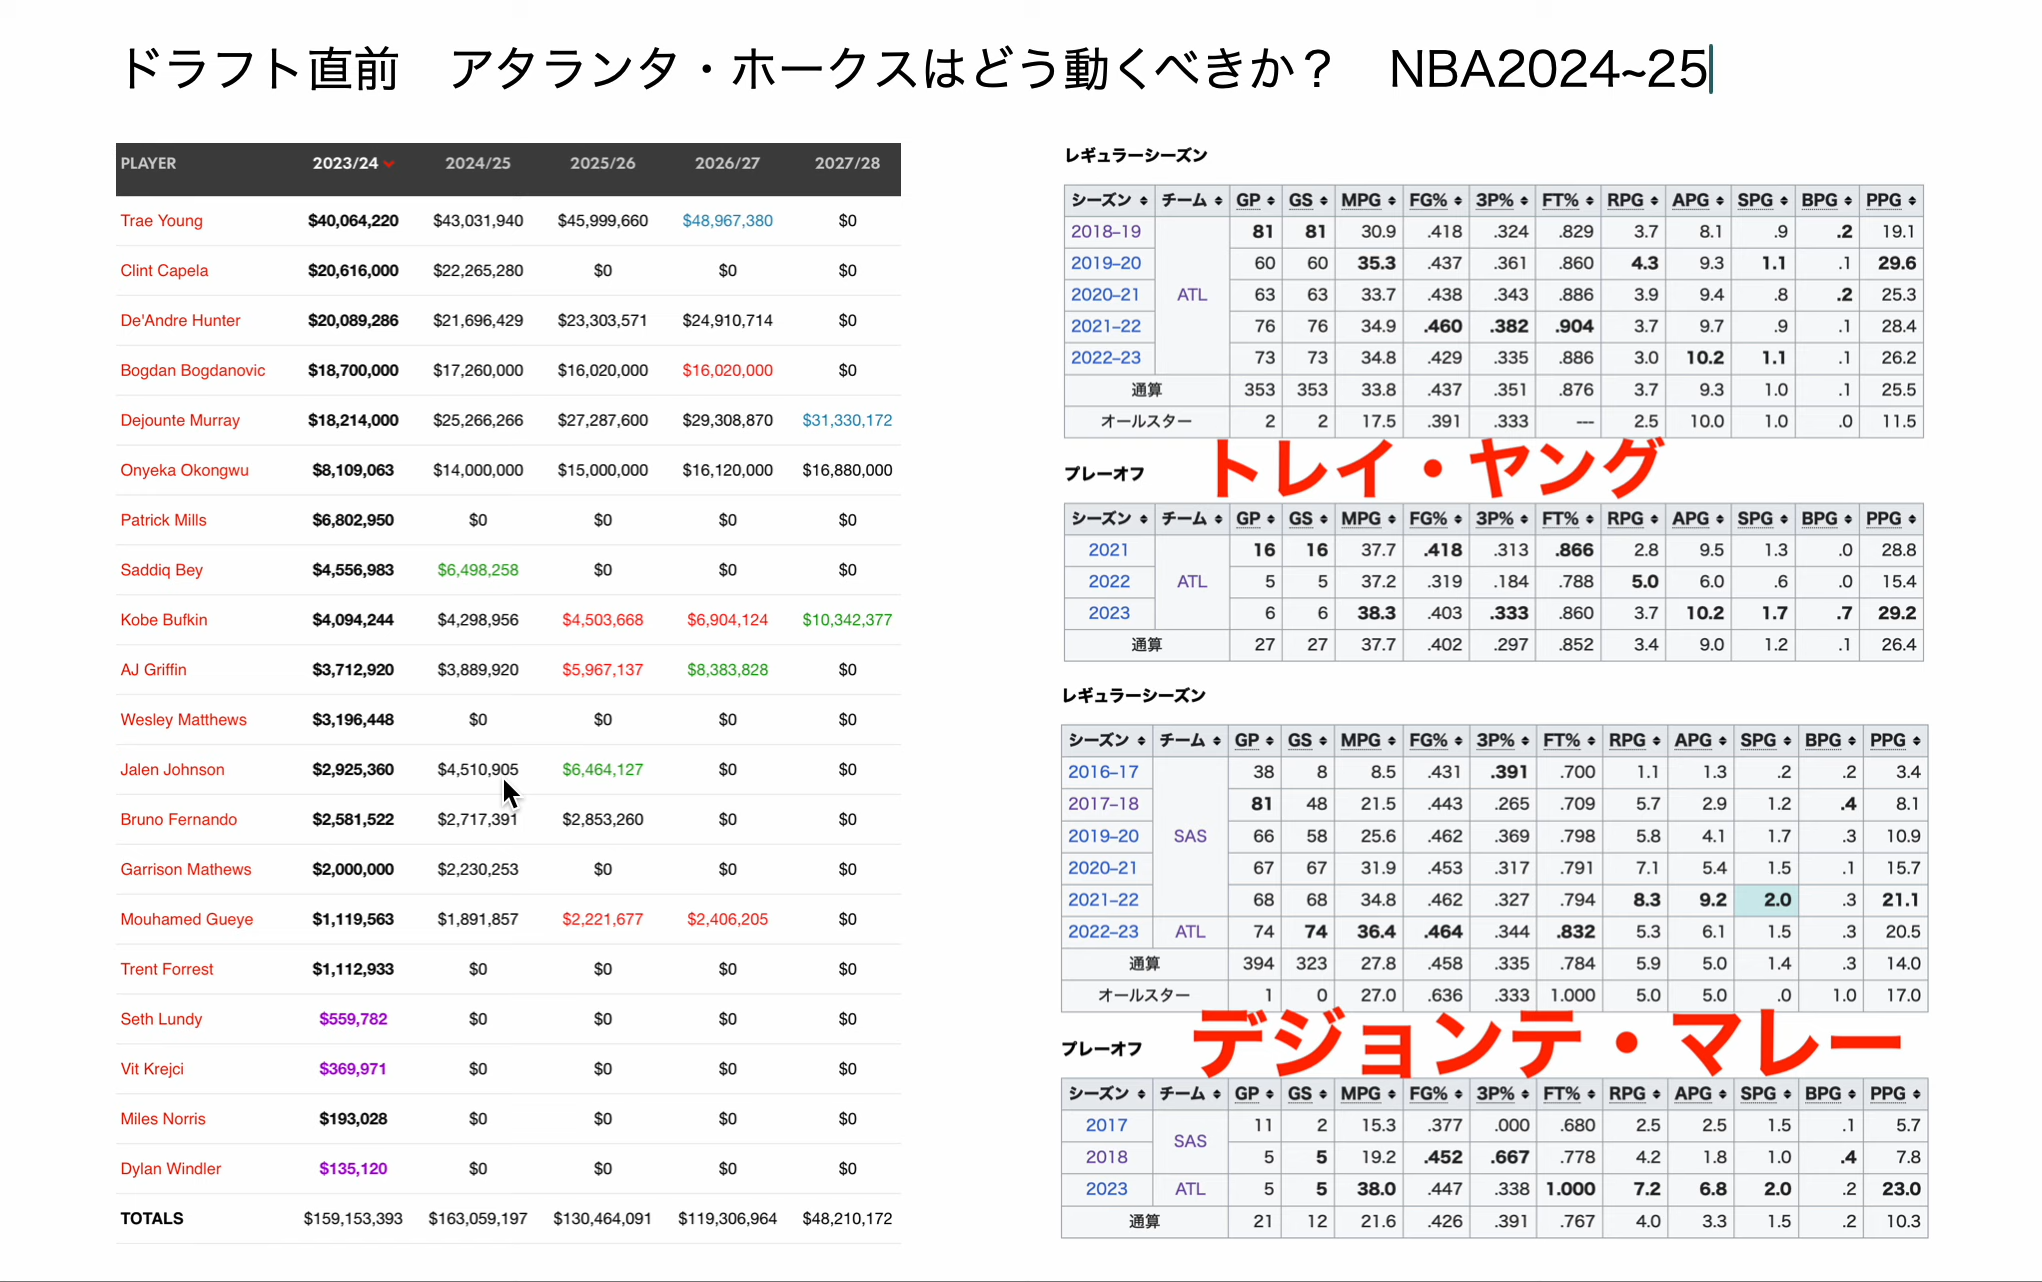 ドラフト直前　アタランタ・ホークスはどう動くべきか？　NBA2024~25
PLAYER 2023/24 2024/25 2025/26 2026/27 2027/28
Trae Young $40,064,220 $43,031,940 $45,999,660 $48,967,380 $0
Clint Capela $20,616,000 $22,265,280 $0 $0 $0
De'Andre Hunter $20,089,286 $21,696,429 $23,303,571 $24,910,714 $0
Bogdan Bogdanovic $18,700,000 $17,260,000 $16,020,000 $16,020,000 $0
Dejounte Murray $18,214,000 $25,266,266 $27,287,600 $29,308,870 $31,330,172
Onyeka Okongwu $8,109,063 $14,000,000 $15,000,000 $16,120,000 $16,880,000
Patrick Mills $6,802,950 $0 $0 $0 $0
Saddiq Bey $4,556,983 $6,498,258 $0 $0 $0
Kobe Bufkin $4,094,244 $4,298,956 $4,503,668 $6,904,124 $10,342,377
AJ Griffin $3,712,920 $3,889,920 $5,967,137 $8,383,828 $0
Wesley Matthews $3,196,448 $0 $0 $0 $0
Jalen Johnson $2,925,360 $4,510,905 $6,464,127 $0 $0
Bruno Fernando $2,581,522 $2,717,391 $2,853,260 $0 $0
Garrison Mathews $2,000,000 $2,230,253 $0 $0 $0
Mouhamed Gueye $1,119,563 $1,891,857 $2,221,677 $2,406,205 $0
Trent Forrest $1,112,933 $0 $0 $0 $0
Seth Lundy $559,782 $0 $0 $0 $0
Vit Krejci $369,971 $0 $0 $0 $0
Miles Norris $193,028 $0 $0 $0 $0
Dylan Windler $135,120 $0 $0 $0 $0
TOTALS $159,153,393 $163,059,197 $130,464,091 $119,306,964 $48,210,172
レギュラーシーズン
シーズン チーム GP GS MPG FG% 3P% FT% RPG APG SPG BPG PPG
2018–19 81 81 30.9 .418 .324 .829 3.7 8.1 .9 .2 19.1
2019–20 60 60 35.3 .437 .361 .860 4.3 9.3 1.1 .1 29.6
2020–21 ATL 63 63 33.7 .438 .343 .886 3.9 9.4 .8 .2 25.3
2021–22 76 76 34.9 .460 .382 .904 3.7 9.7 .9 .1 28.4
2022–23 73 73 34.8 .429 .335 .886 3.0 10.2 1.1 .1 26.2
通算 353 353 33.8 .437 .351 .876 3.7 9.3 1.0 .1 25.5
オールスター 2 2 17.5 .391 .333 --- 2.5 10.0 1.0 .0 11.5
プレーオフ トレイ・ヤング
シーズン チーム GP GS MPG FG% 3P% FT% RPG APG SPG BPG PPG
2021 16 16 37.7 .418 .313 .866 2.8 9.5 1.3 .0 28.8
2022 ATL 5 5 37.2 .319 .184 .788 5.0 6.0 .6 .0 15.4
2023 6 6 38.3 .403 .333 .860 3.7 10.2 1.7 .7 29.2
通算 27 27 37.7 .402 .297 .852 3.4 9.0 1.2 .1 26.4
レギュラーシーズン
シーズン チーム GP GS MPG FG% 3P% FT% RPG APG SPG BPG PPG
2016–17 38 8 8.5 .431 .391 .700 1.1 1.3 .2 .2 3.4
2017–18 81 48 21.5 .443 .265 .709 5.7 2.9 1.2 .4 8.1
2019–20 SAS 66 58 25.6 .462 .369 .798 5.8 4.1 1.7 .3 10.9
2020–21 67 67 31.9 .453 .317 .791 7.1 5.4 1.5 .1 15.7
2021–22 68 68 34.8 .462 .327 .794 8.3 9.2 2.0 .3 21.1
2022–23 ATL 74 74 36.4 .464 .344 .832 5.3 6.1 1.5 .3 20.5
通算 394 323 27.8 .458 .335 .784 5.9 5.0 1.4 .3 14.0
オールスター 1 0 27.0 .636 .333 1.000 5.0 5.0 .0 1.0 17.0
プレーオフ デジョンテ・マレー
シーズン チーム GP GS MPG FG% 3P% FT% RPG APG SPG BPG PPG
2017 SAS 11 2 15.3 .377 .000 .680 2.5 2.5 1.5 .1 5.7
2018 5 5 19.2 .452 .667 .778 4.2 1.8 1.0 .4 7.8
2023 ATL 5 5 38.0 .447 .338 1.000 7.2 6.8 2.0 .2 23.0
通算 21 12 21.6 .426 .391 .767 4.0 3.3 1.5 .2 10.3